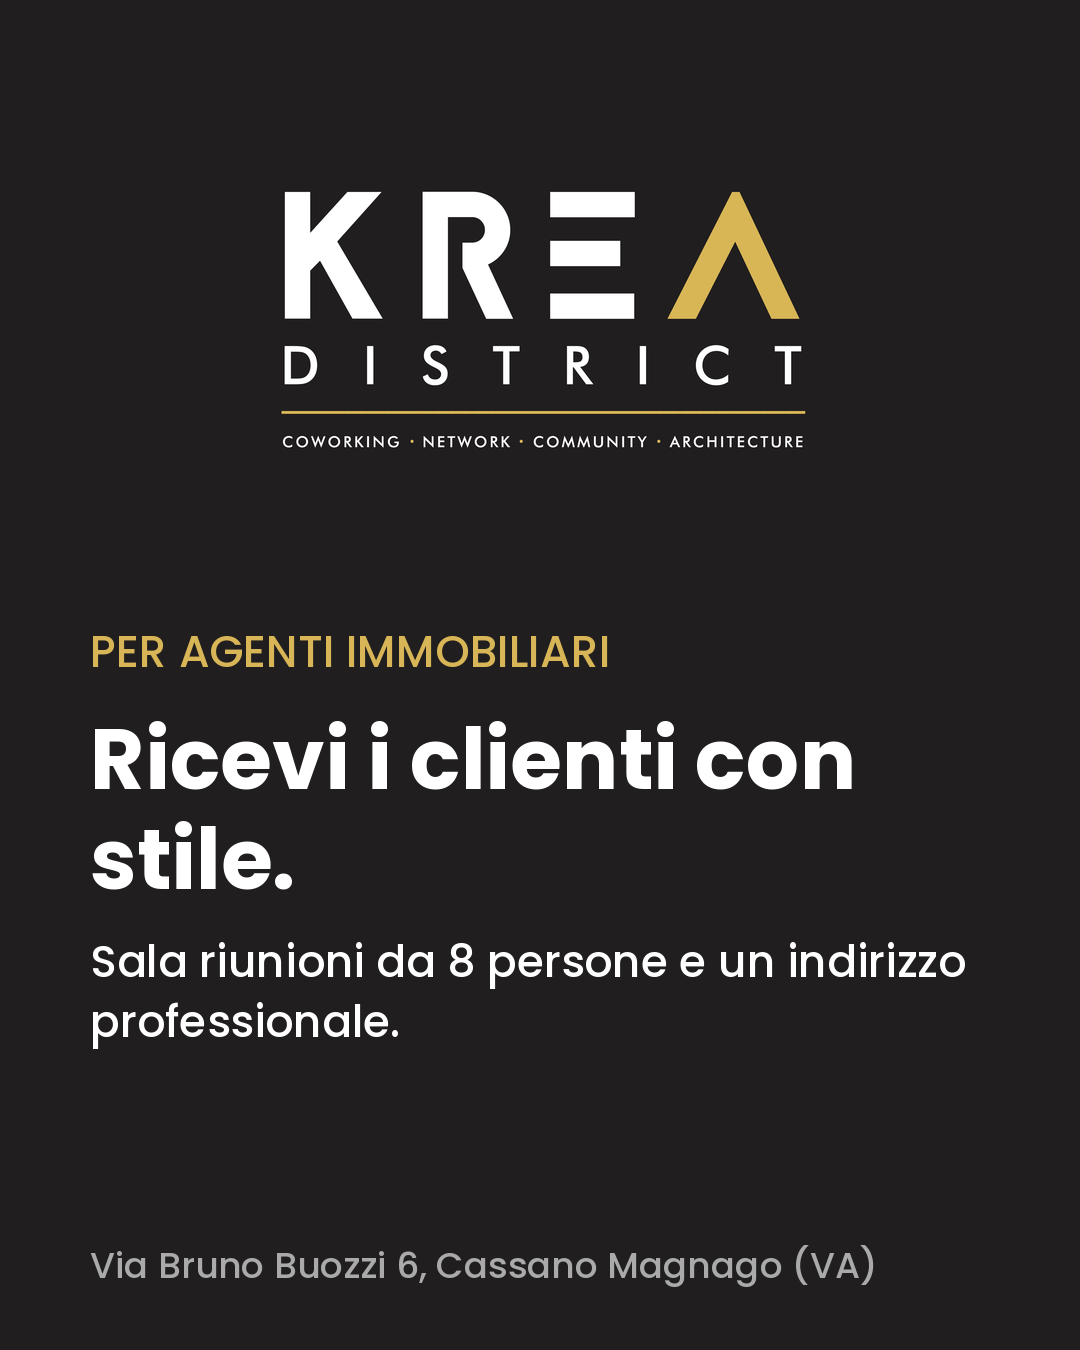 KREA
DISTRICT
COWORKING · NETWORK · COMMUNITY · ARCHITECTURE
PER AGENTI IMMOBILIARI
Ricevi i clienti con
stile.
Sala riunioni da 8 persone e un indirizzo
professionale.
Via Bruno Buozzi 6, Cassano Magnago (VA)